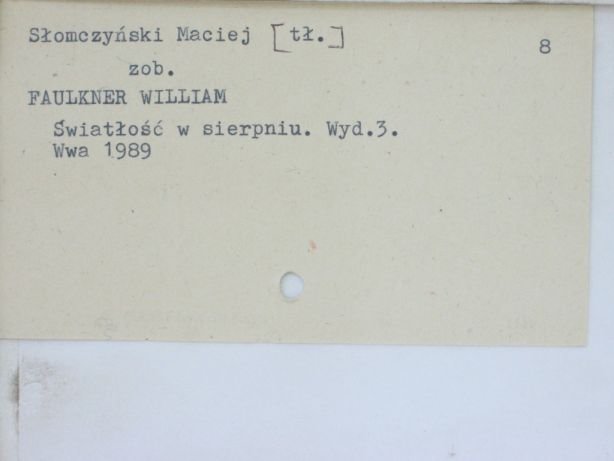 Słomczyński Maciej [tł.]
8
zob.
FAULKNER WILLIAM
Światłość w sierpniu. Wyd.3.
Wwa 1989